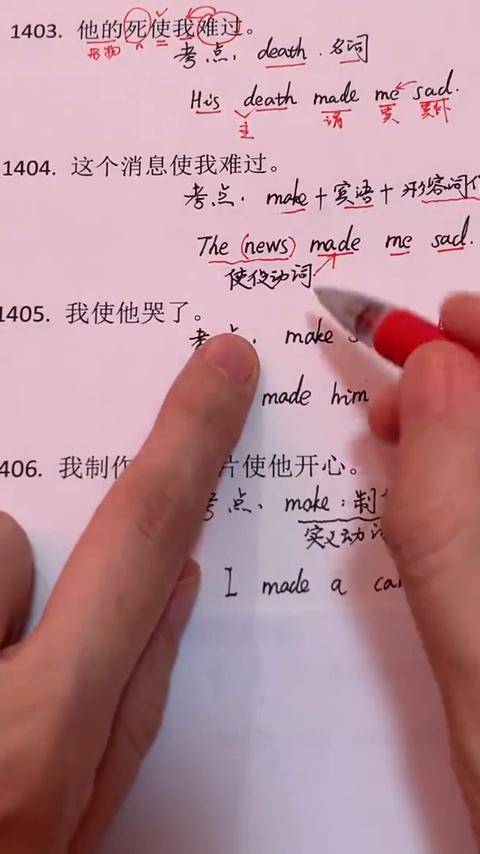 1403. 他的死使我难过。
形物
考点: death. 名词
His death made me sad.
主 谓 宾 宾补
1404. 这个消息使我难过。
考点. make + 宾语 + 形容词
The (news) made me sad.
使役动词
1405. 我使他哭了。
考点: make
made him
406. 我制作 片使他开心。
考点. make: 制
实义动词
I made a ca